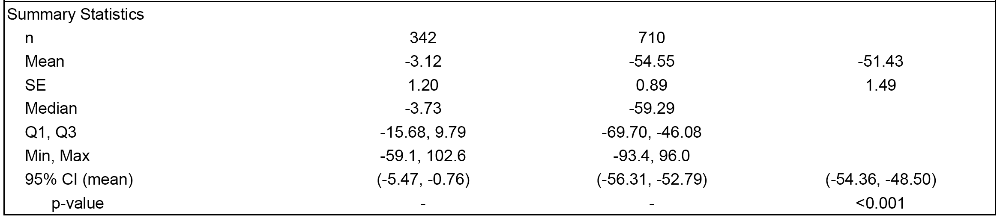 Summary Statistics
n 342 710
Mean -3.12 -54.55 -51.43
SE 1.20 0.89 1.49
Median -3.73 -59.29
Q1, Q3 -15.68, 9.79 -69.70, -46.08
Min, Max -59.1, 102.6 -93.4, 96.0
95% CI (mean) (-5.47, -0.76) (-56.31, -52.79) (-54.36, -48.50)
p-value - - <0.001